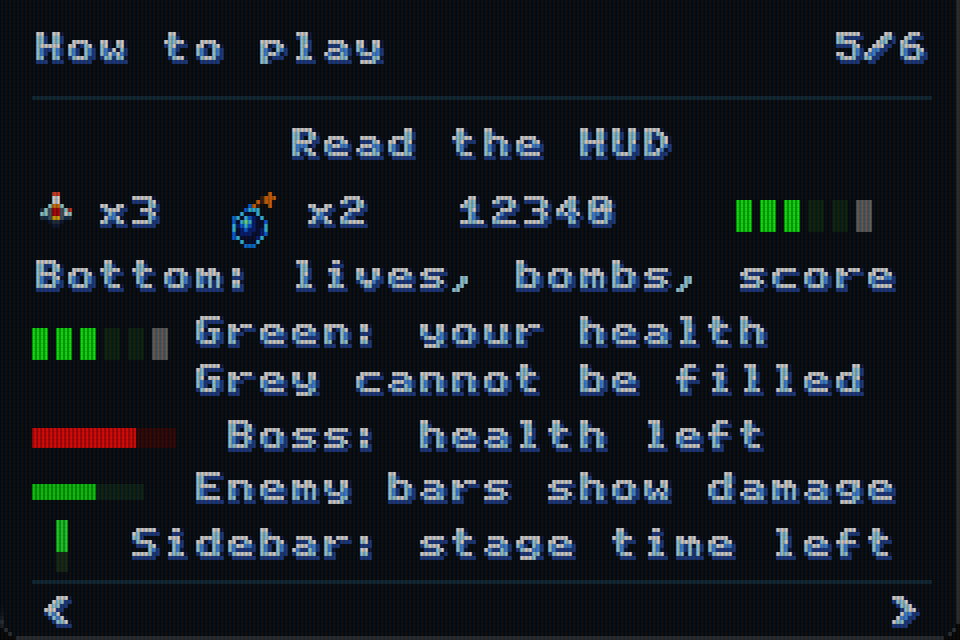 How to play 5/6
Read the HUD
x3 x2 12340
Bottom: lives, bombs, score
Green: your health
Grey cannot be filled
Boss: health left
Enemy bars show damage
Sidebar: stage time left
< >